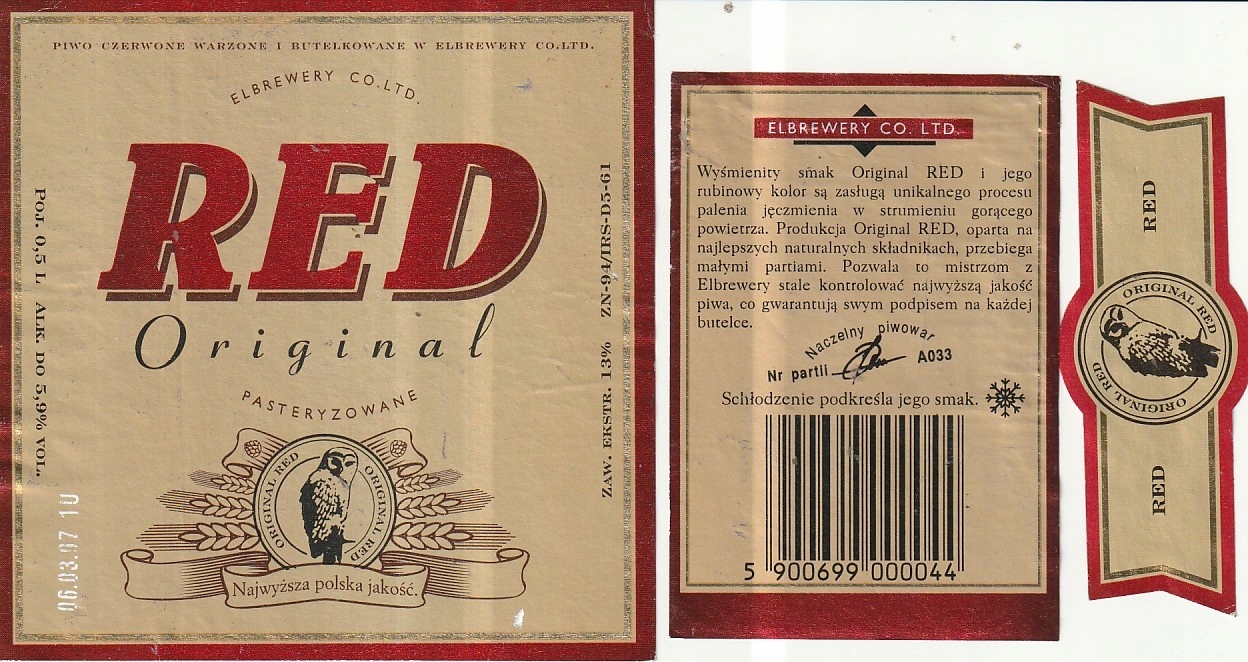 PIWO CZERWONE WARZONE I BUTELKOWANE W ELBREWERY CO.LTD.
ELBREWERY CO.LTD.
RED
Original
PASTERYZOWANE
POJ. 0,5 L ALK. DO 5,9% VOL.
ZAW. EKSTR. 13% ZN-94/IRS-D5-61
06.03.97 10
ORIGINAL RED ORIGINAL RED
Najwyższa polska jakość.
ELBREWERY CO. LTD.
Wyśmienity smak Original RED i jego
rubinowy kolor są zasługą unikalnego procesu
palenia jęczmienia w strumieniu gorącego
powietrza. Produkcja Original RED, oparta na
najlepszych naturalnych składnikach, przebiega
małymi partiami. Pozwala to mistrzom z
Elbrewery stale kontrolować najwyższą jakość
piwa, co gwarantują swym podpisem na każdej
butelce.
Naczelny piwowar
Nr partii A033
Schłodzenie podkreśla jego smak.
5 900699 000044
RED
ORIGINAL RED
ORIGINAL RED
RED